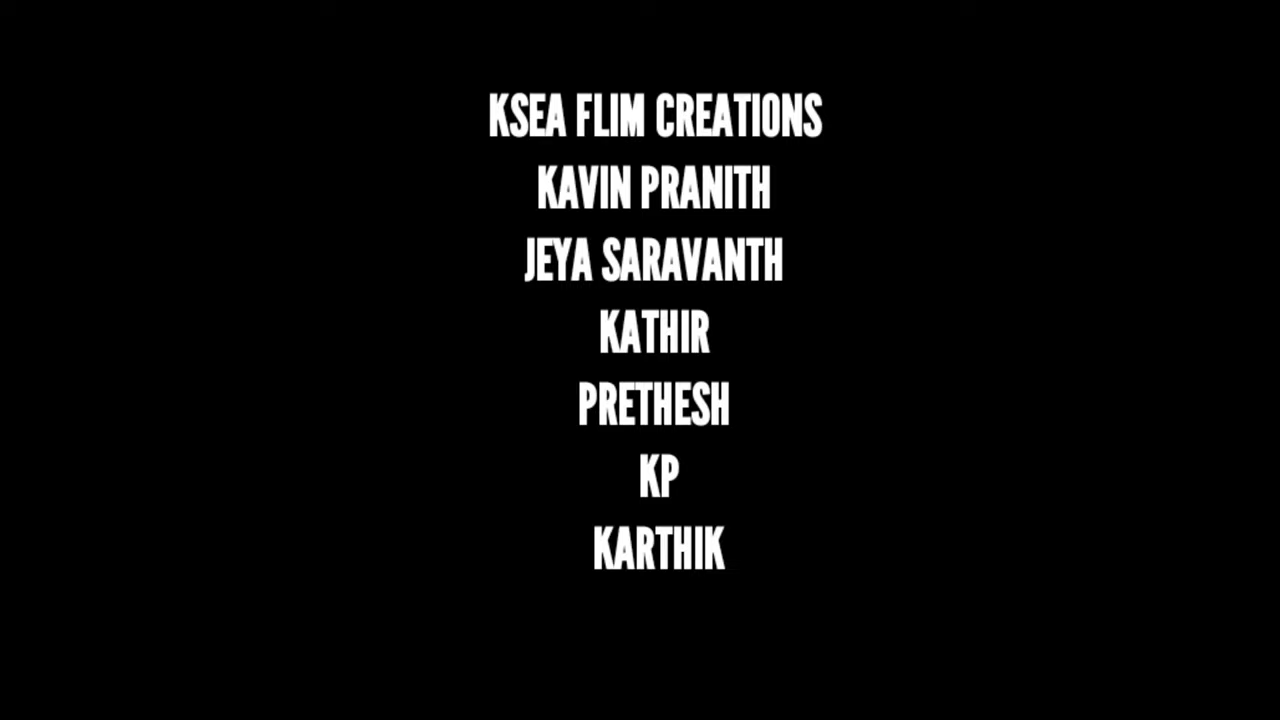 KSEA FLIM CREATIONS
KAVIN PRANITH
JEYA SARAVANTH
KATHIR
PRETHESH
KP
KARTHIK